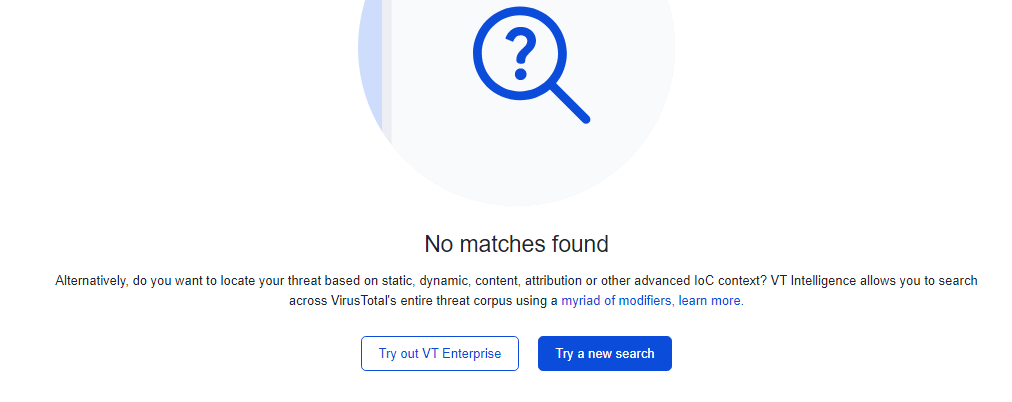 ?
No matches found
Alternatively, do you want to locate your threat based on static, dynamic, content, attribution or other advanced IoC context? VT Intelligence allows you to search
across VirusTotal's entire threat corpus using a myriad of modifiers, learn more.
Try out VT Enterprise
Try a new search